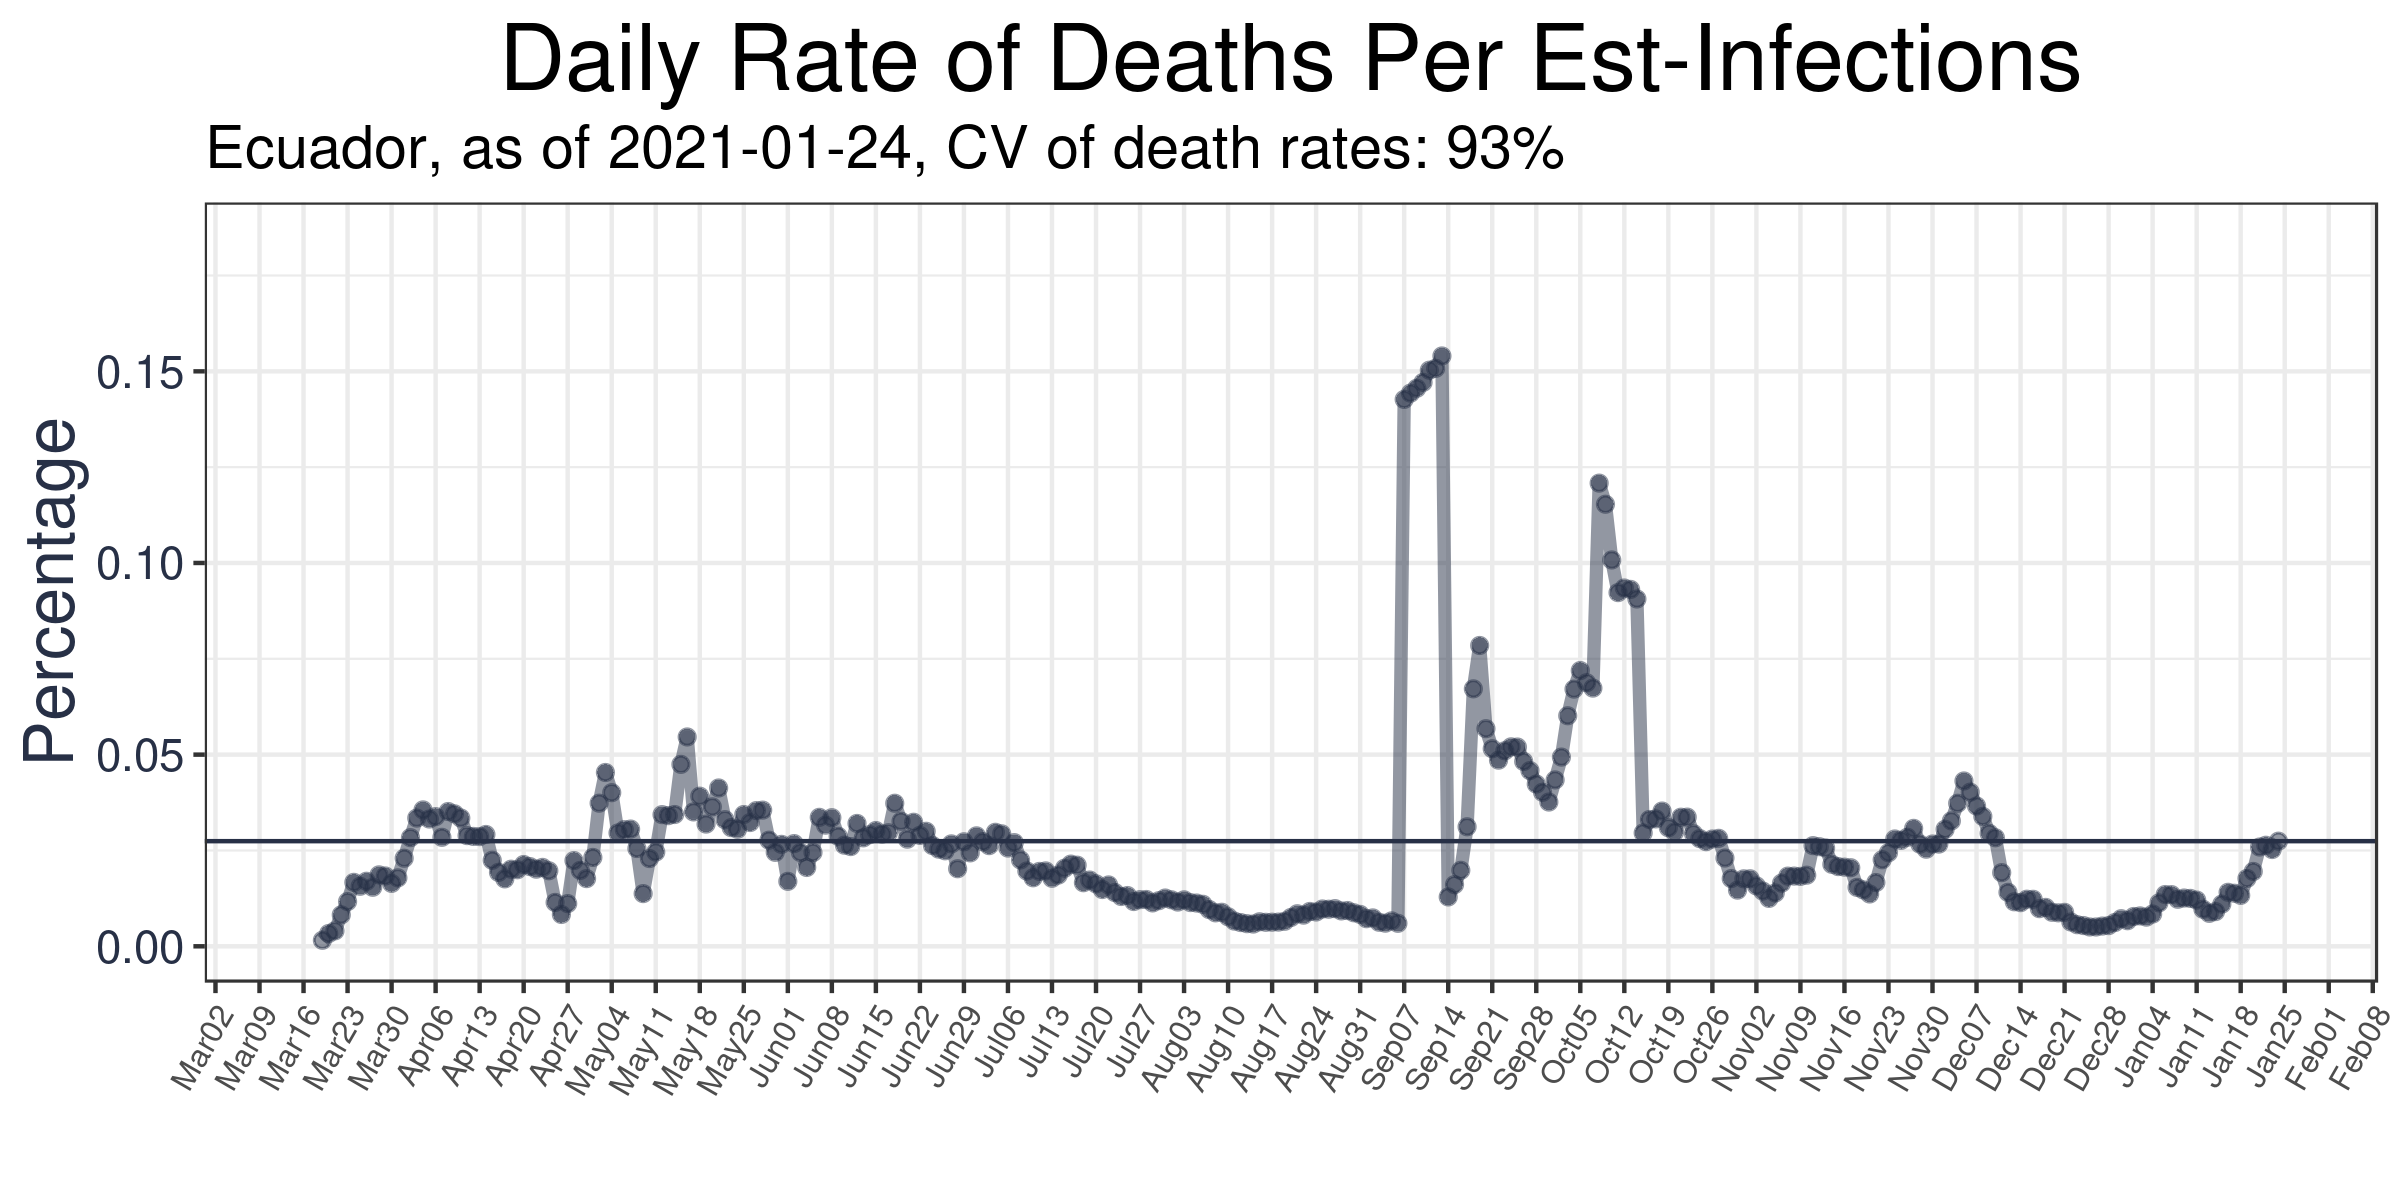 Daily Rate of Deaths Per Est-Infections
Ecuador, as of 2021-01-24, CV of death rates: 93%
Percentage
0.15
0.10
0.05
0.00
Mar02
Mar09
Mar16
Mar23
Mar30
Apr06
Apr13
Apr20
Apr27
May04
May11
May18
May25
Jun01
Jun08
Jun15
Jun22
Jun29
Jul06
Jul13
Jul20
Jul27
Aug03
Aug10
Aug17
Aug24
Aug31
Sep07
Sep14
Sep21
Sep28
Oct05
Oct12
Oct19
Oct26
Nov02
Nov09
Nov16
Nov23
Nov30
Dec07
Dec14
Dec21
Dec28
Jan04
Jan11
Jan18
Jan25
Feb01
Feb08